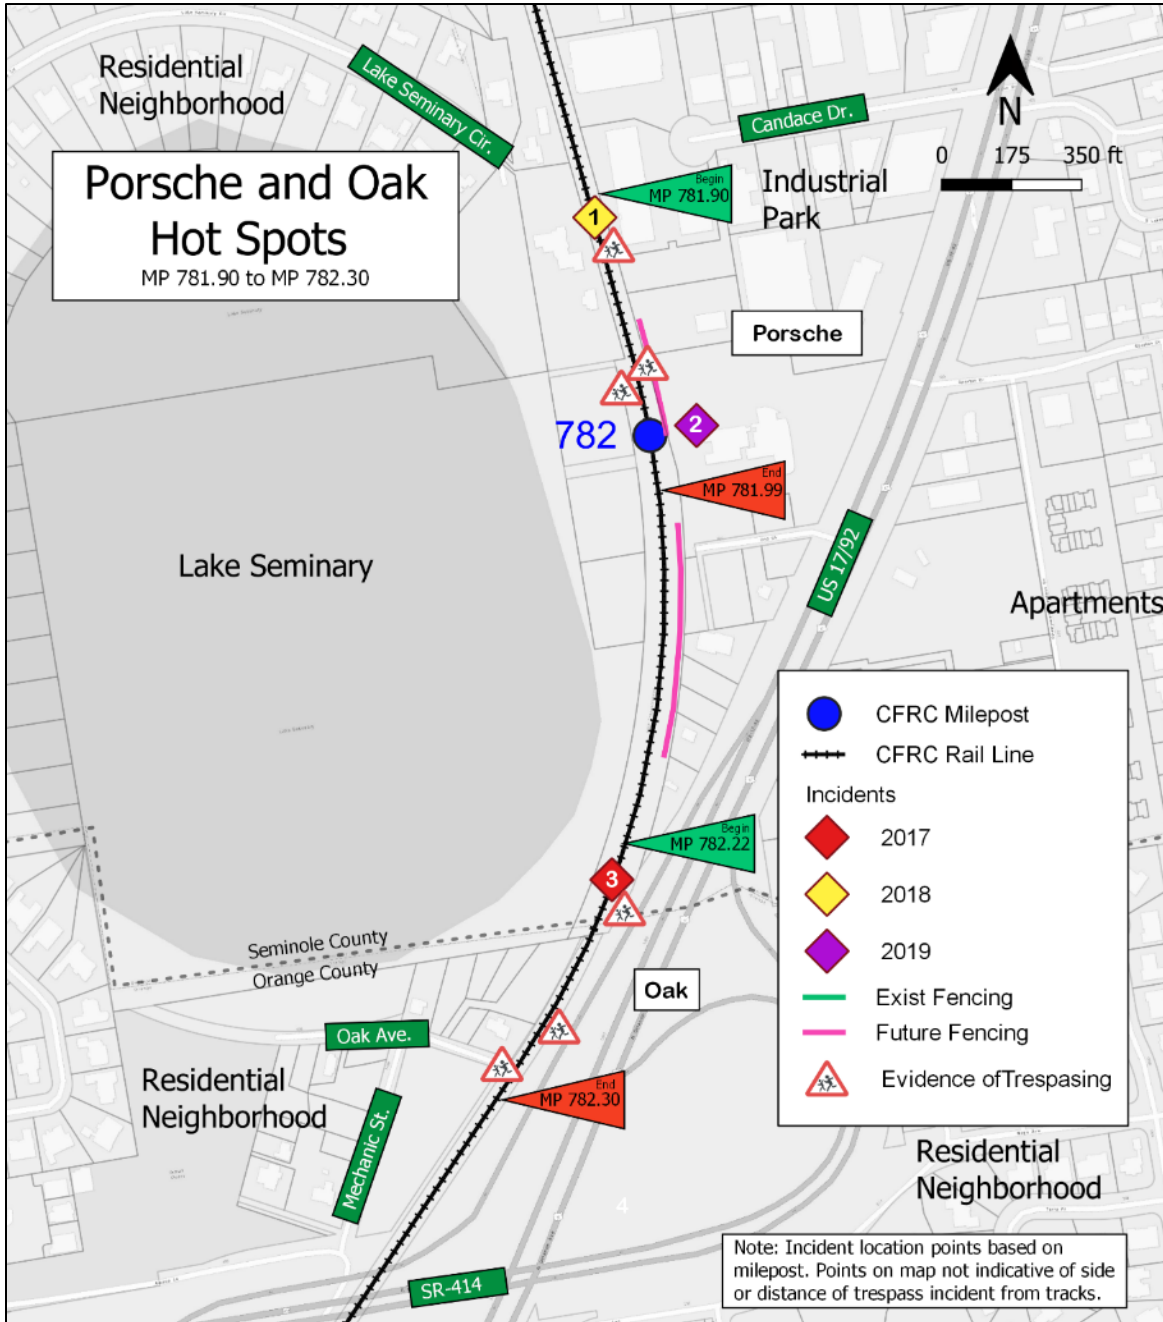 Residential
Neighborhood
Lake Seminary Cir.
Candace Dr.
N
0 175 350 ft
Porsche and Oak
Hot Spots
MP 781.90 to MP 782.30
Begin
MP 781.90
Industrial
Park
1
Porsche
782
2
End
MP 781.99
Lake Seminary
US 17/92
Apartments
CFRC Milepost
CFRC Rail Line
Incidents
2017
2018
2019
Exist Fencing
Future Fencing
Evidence of Trespasing
Begin
MP 782.22
3
Seminole County
Orange County
Oak
Oak Ave.
Residential
Neighborhood
End
MP 782.30
Mechanic St.
Residential
Neighborhood
4
SR-414
Note: Incident location points based on
milepost. Points on map not indicative of side
or distance of trespass incident from tracks.